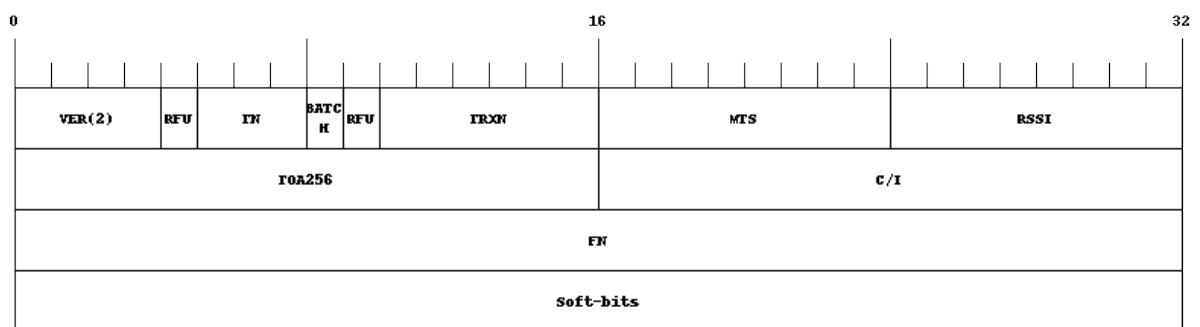 0 16 32
VER(2) RFU TN BATC
H RFU TRXN MTS RSSI
TOA256 C/I
FN
Soft-bits